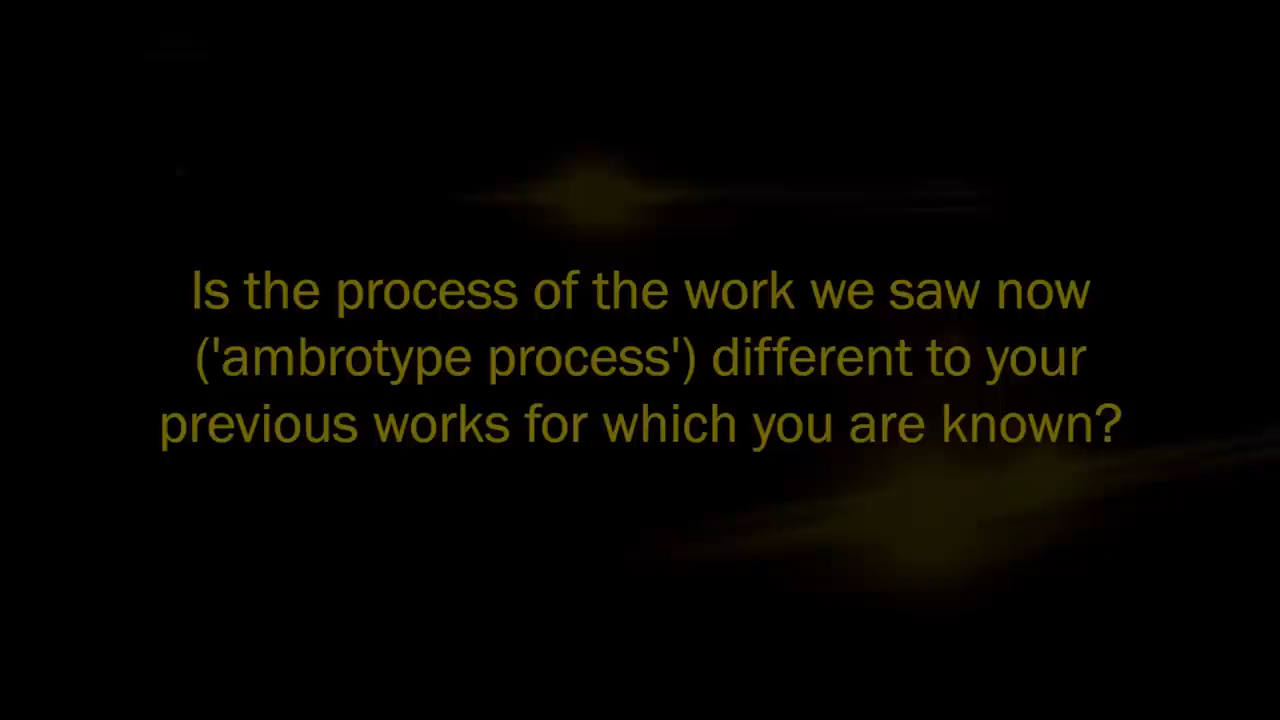 Is the process of the work we saw now
('ambrotype process') different to your
previous works for which you are known?